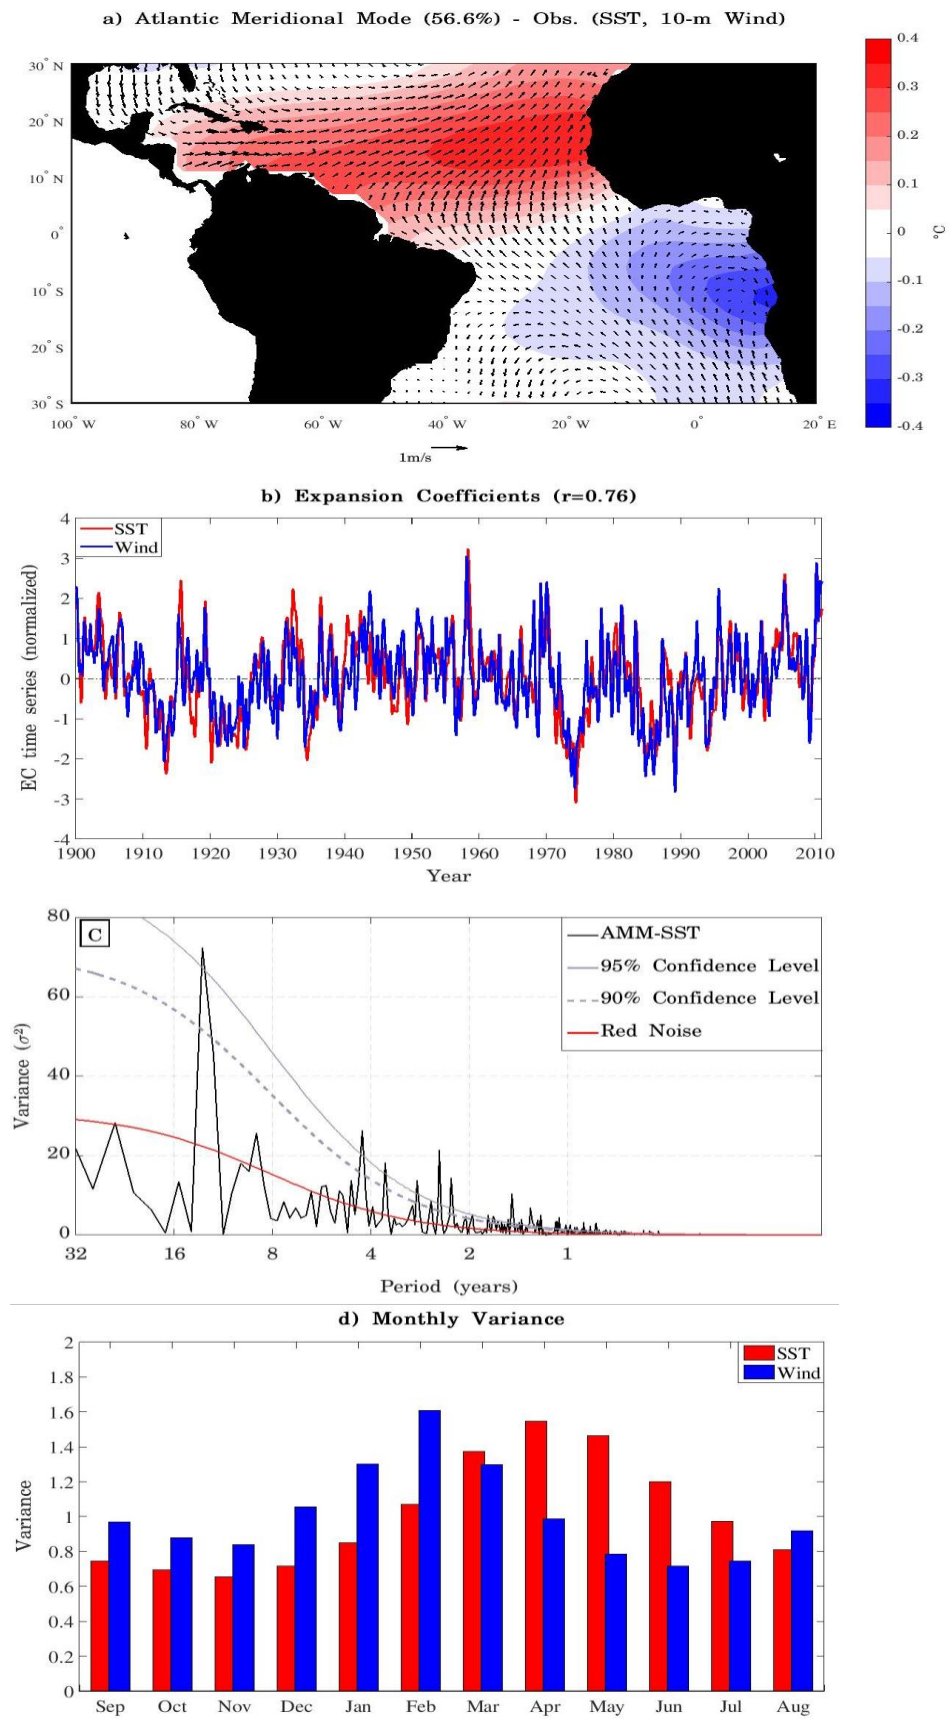 a) Atlantic Meridional Mode (56.6%) - Obs. (SST, 10-m Wind)
0.4
0.3
0.2
0.1
0
-0.1
-0.2
-0.3
-0.4
°C
30° N
20° N
10° N
0°
10° S
20° S
30° S
100° W
80° W
60° W
40° W
20° W
0°
20° E
1m/s
b) Expansion Coefficients (r=0.76)
SST
Wind
EC time series (normalized)
4
3
2
1
0
-1
-2
-3
-4
1900
1910
1920
1930
1940
1950
1960
1970
1980
1990
2000
2010
Year
C
AMM-SST
95% Confidence Level
90% Confidence Level
Red Noise
Variance (σ²)
80
60
40
20
0
32
16
8
4
2
1
Period (years)
d) Monthly Variance
SST
Wind
Variance
2
1.8
1.6
1.4
1.2
1
0.8
0.6
0.4
0.2
0
Sep
Oct
Nov
Dec
Jan
Feb
Mar
Apr
May
Jun
Jul
Aug